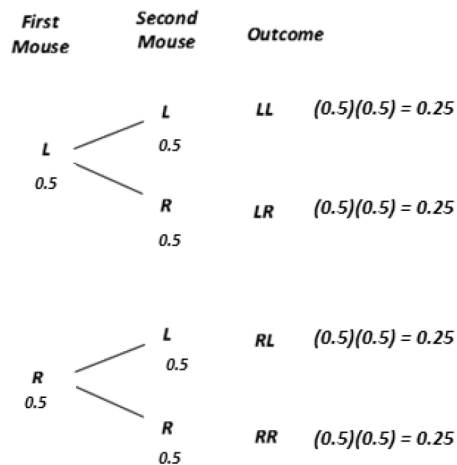 First Mouse
Second Mouse
Outcome
L
0.5
L
0.5
LL (0.5)(0.5) = 0.25
R
0.5
LR (0.5)(0.5) = 0.25
R
0.5
L
0.5
RL (0.5)(0.5) = 0.25
R
0.5
RR (0.5)(0.5) = 0.25